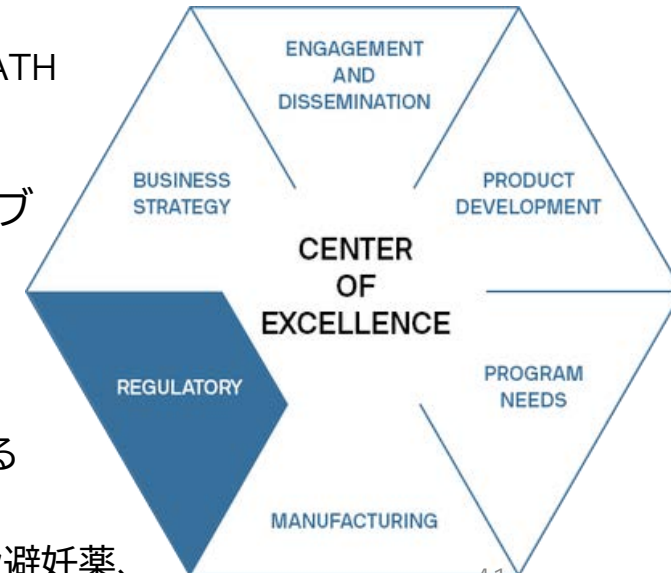 ATH
ブ
る
避妊薬、
ENGAGEMENT
AND
DISSEMINATION
BUSINESS
STRATEGY
PRODUCT
DEVELOPMENT
CENTER
OF
EXCELLENCE
REGULATORY
PROGRAM
NEEDS
MANUFACTURING